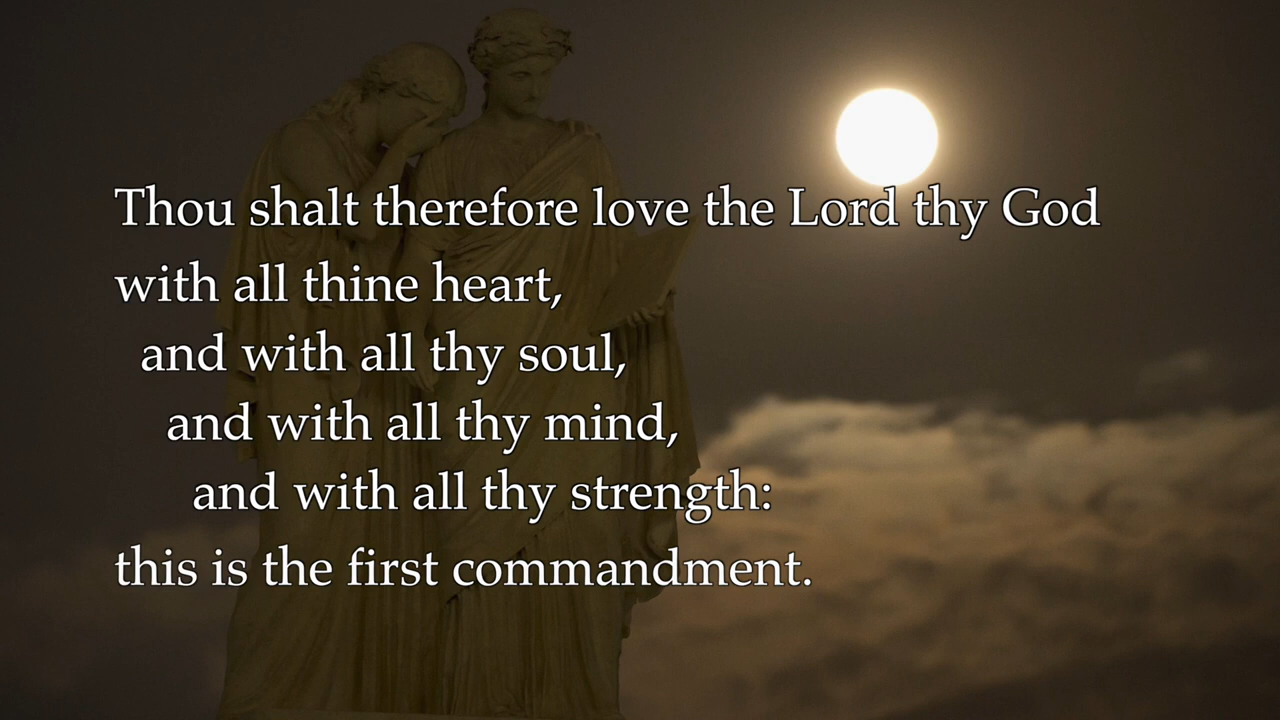 Thou shalt therefore love the Lord thy God
with all thine heart,
and with all thy soul,
and with all thy mind,
and with all thy strength:
this is the first commandment.